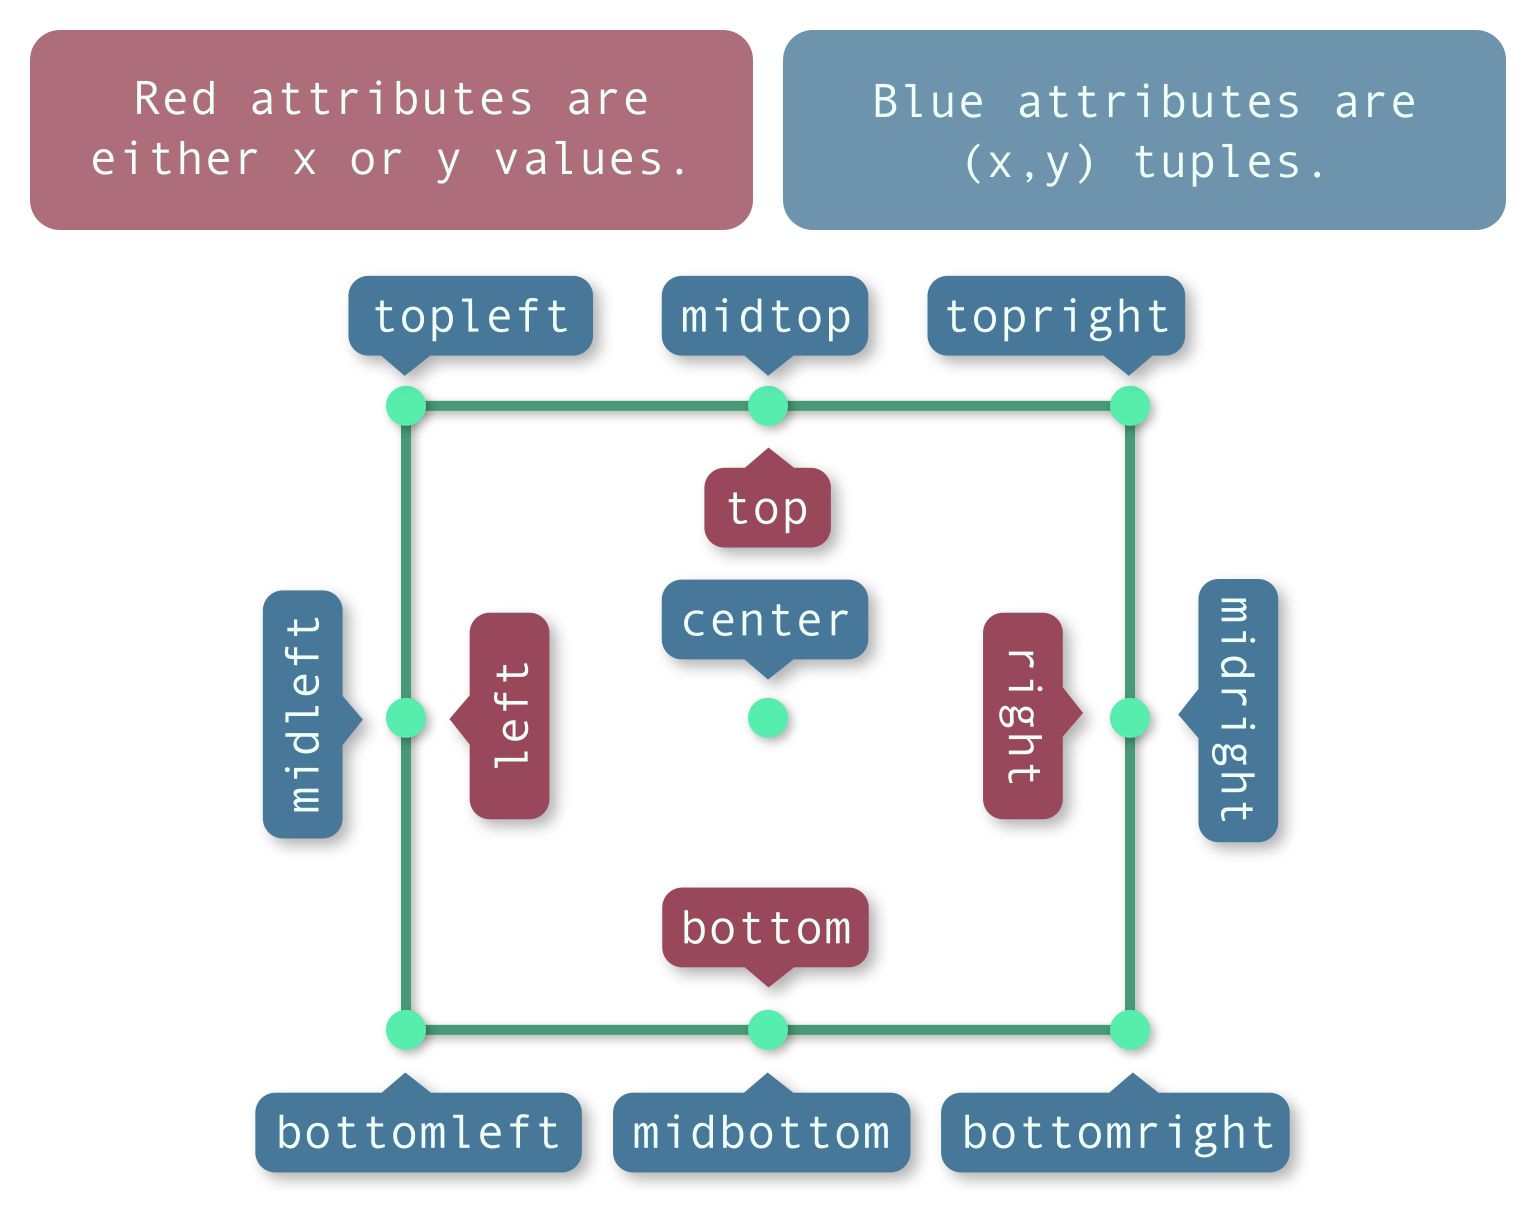 Red attributes are
either x or y values.
Blue attributes are
(x,y) tuples.
topleft
midtop
topright
top
center
midleft
left
right
midright
bottom
bottomleft
midbottom
bottomright